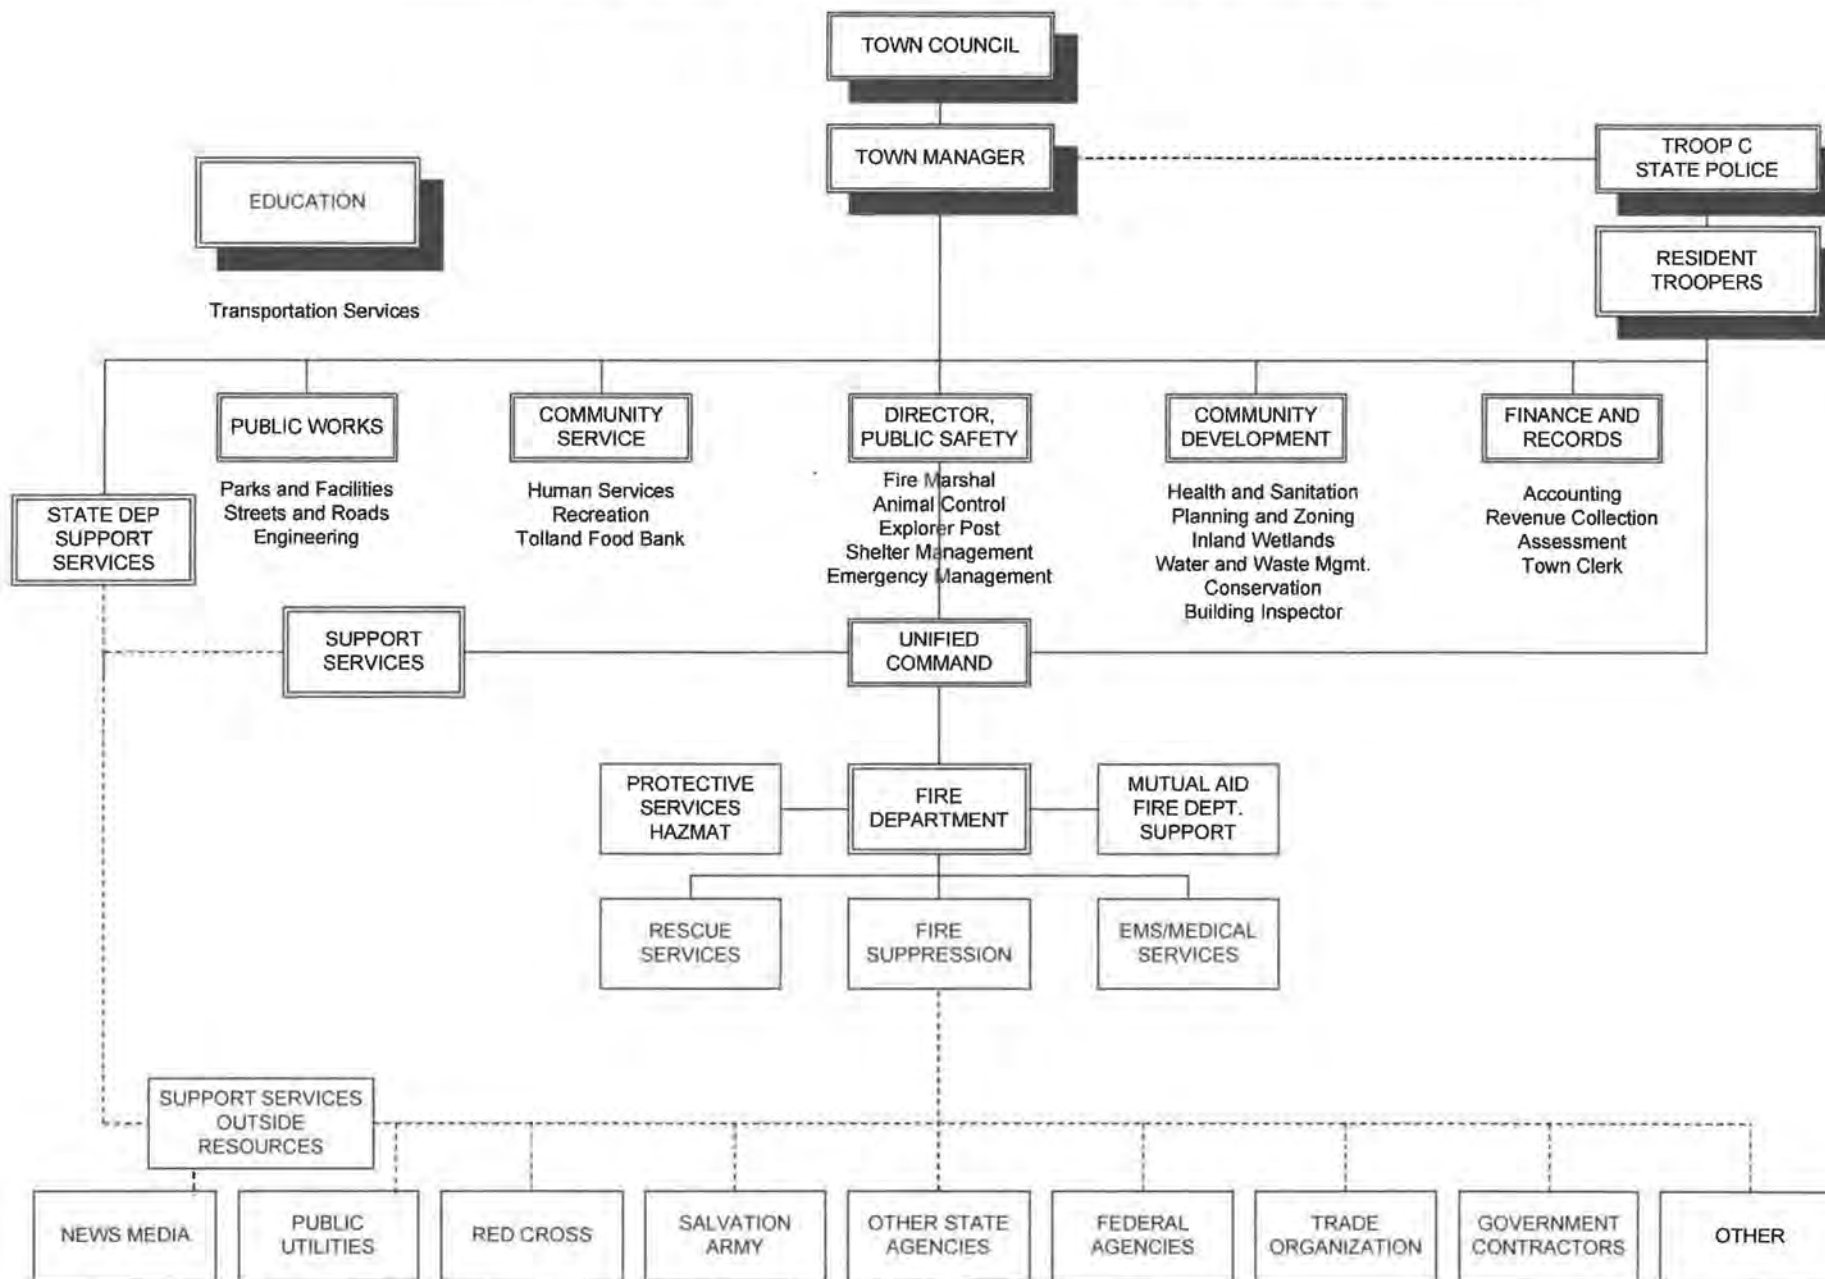 TOWN COUNCIL
TOWN MANAGER
TROOP C
STATE POLICE
EDUCATION
RESIDENT
TROOPERS
Transportation Services
PUBLIC WORKS
Parks and Facilities
Streets and Roads
Engineering
COMMUNITY
SERVICE
Human Services
Recreation
Tolland Food Bank
DIRECTOR,
PUBLIC SAFETY
Fire Marshal
Animal Control
Explorer Post
Shelter Management
Emergency Management
COMMUNITY
DEVELOPMENT
Health and Sanitation
Planning and Zoning
Inland Wetlands
Water and Waste Mgmt.
Conservation
Building Inspector
FINANCE AND
RECORDS
Accounting
Revenue Collection
Assessment
Town Clerk
STATE DEP
SUPPORT
SERVICES
SUPPORT
SERVICES
UNIFIED
COMMAND
PROTECTIVE
SERVICES
HAZMAT
FIRE
DEPARTMENT
MUTUAL AID
FIRE DEPT.
SUPPORT
RESCUE
SERVICES
FIRE
SUPPRESSION
EMS/MEDICAL
SERVICES
SUPPORT SERVICES
OUTSIDE
RESOURCES
NEWS MEDIA
PUBLIC
UTILITIES
RED CROSS
SALVATION
ARMY
OTHER STATE
AGENCIES
FEDERAL
AGENCIES
TRADE
ORGANIZATION
GOVERNMENT
CONTRACTORS
OTHER